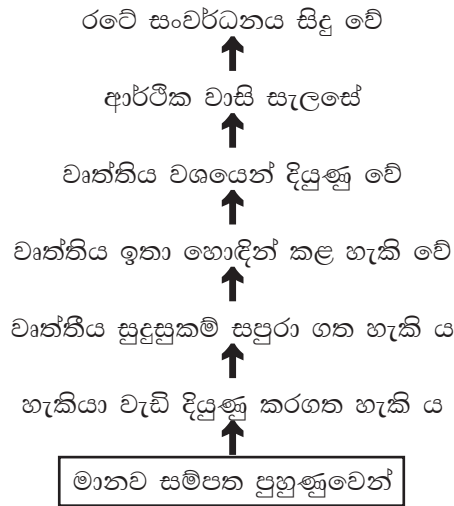 රටේ සංවර්ධනය සිදු වේ
ආර්ථික වාසි සැලසේ
වෘත්තිය වශයෙන් දියුණු වේ
වෘත්තිය ඉතා හොඳින් කළ හැකි වේ
වෘත්තීය සුදුසුකම් සපුරා ගත හැකි ය
හැකියා වැඩි දියුණු කරගත හැකි ය
මානව සම්පත පුහුණුවෙන්